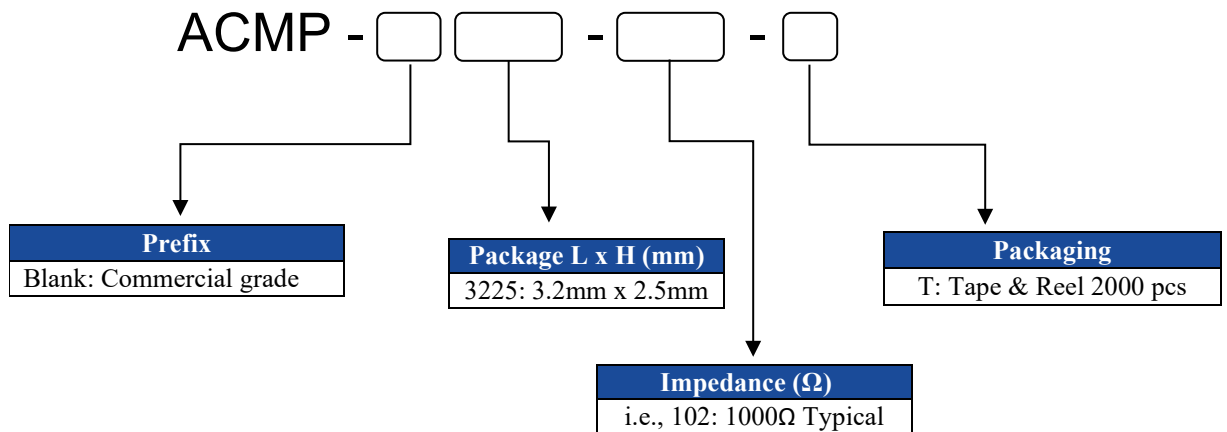 ACMP - - -
Prefix
Blank: Commercial grade
Package L x H (mm)
3225: 3.2mm x 2.5mm
Packaging
T: Tape & Reel 2000 pcs
Impedance (Ω)
i.e., 102: 1000Ω Typical